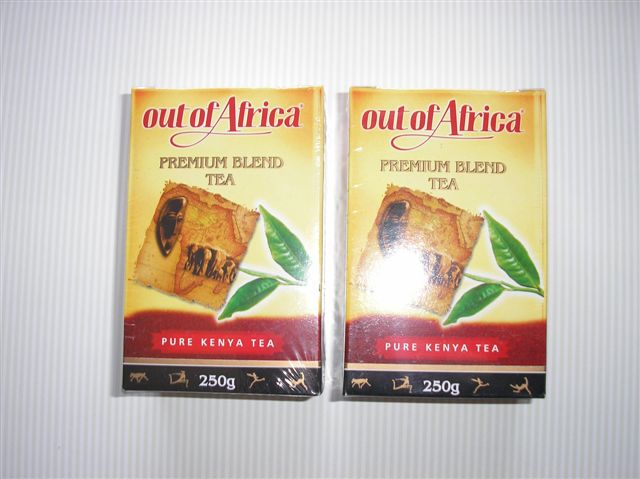 out of Africa®
PREMIUM BLEND
TEA
PURE KENYA TEA
250g
out of Africa®
PREMIUM BLEND
TEA
PURE KENYA TEA
250g